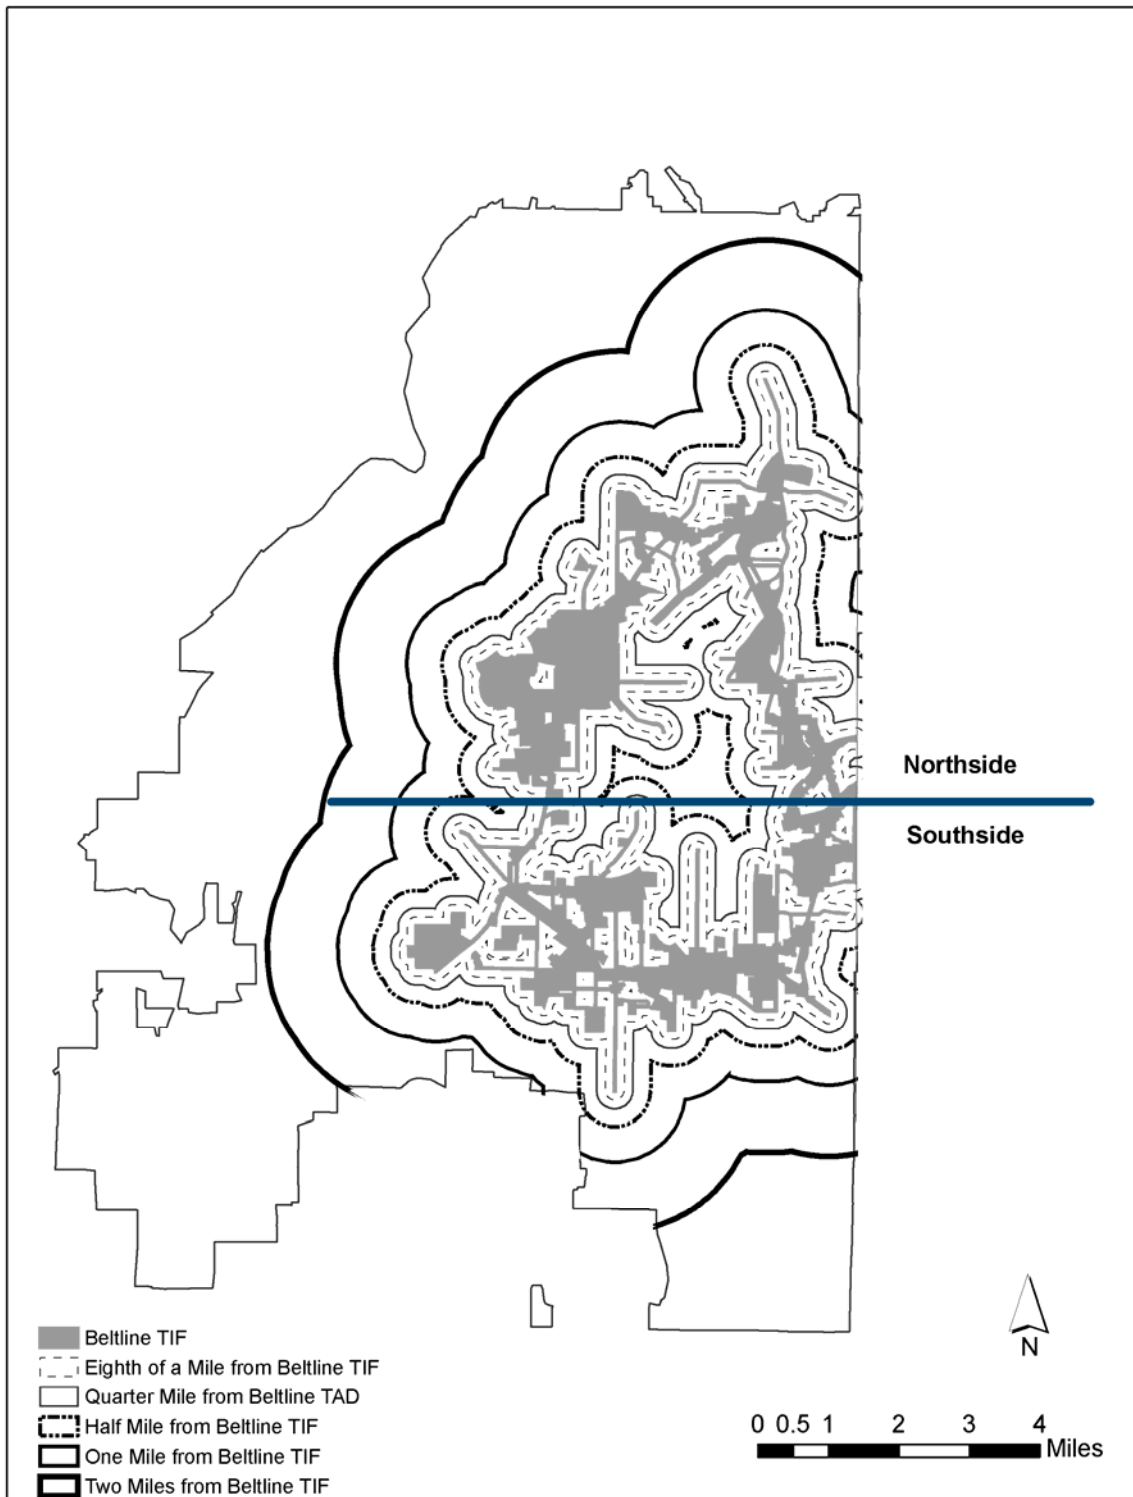 Northside
Southside
Beltline TIF
Eighth of a Mile from Beltline TIF
Quarter Mile from Beltline TAD
Half Mile from Beltline TIF
One Mile from Beltline TIF
Two Miles from Beltline TIF
N
0 0.5 1 2 3 4
Miles